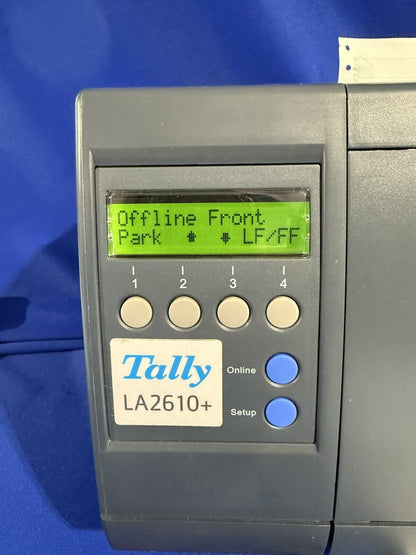 Offline Front
Park ⬆ ⬇ LF/FF
1 2 3 4
Tally
LA2610+
Online
Setup